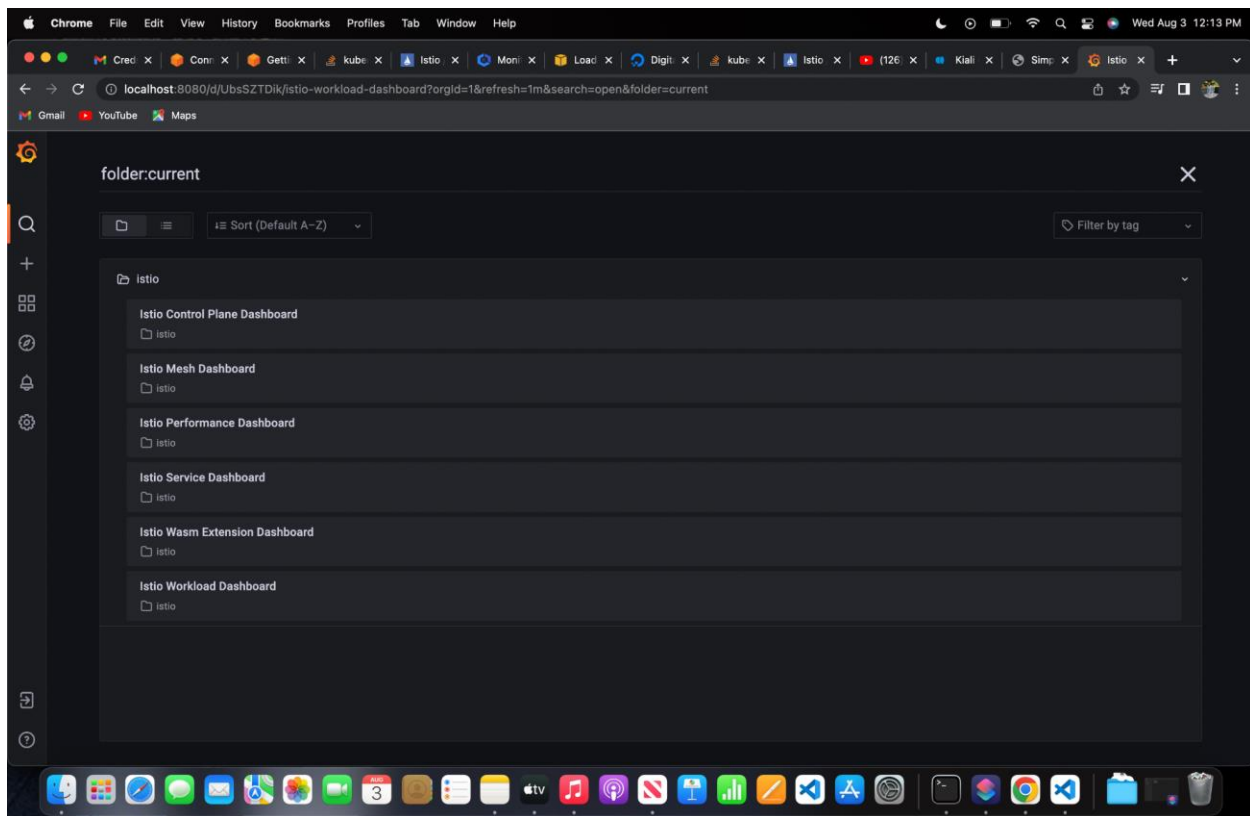 Chrome File Edit View History Bookmarks Profiles Tab Window Help Wed Aug 3 12:13 PM
Cred Conn Getti kube Istio Moni Load Digit kube Istio (126) Kiali Simp Istio
localhost:8080/d/UbsSZTDik/istio-workload-dashboard?orgId=1&refresh=1m&search=open&folder=current
Gmail YouTube Maps
folder:current
Sort (Default A–Z) Filter by tag
istio
Istio Control Plane Dashboard
istio
Istio Mesh Dashboard
istio
Istio Performance Dashboard
istio
Istio Service Dashboard
istio
Istio Wasm Extension Dashboard
istio
Istio Workload Dashboard
istio
AUG
3
tv